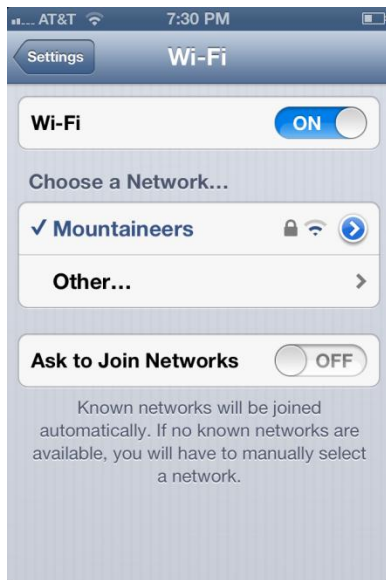 AT&T 7:30 PM
Settings Wi-Fi
Wi-Fi ON
Choose a Network...
✓ Mountaineers
Other...
Ask to Join Networks OFF
Known networks will be joined
automatically. If no known networks are
available, you will have to manually select
a network.